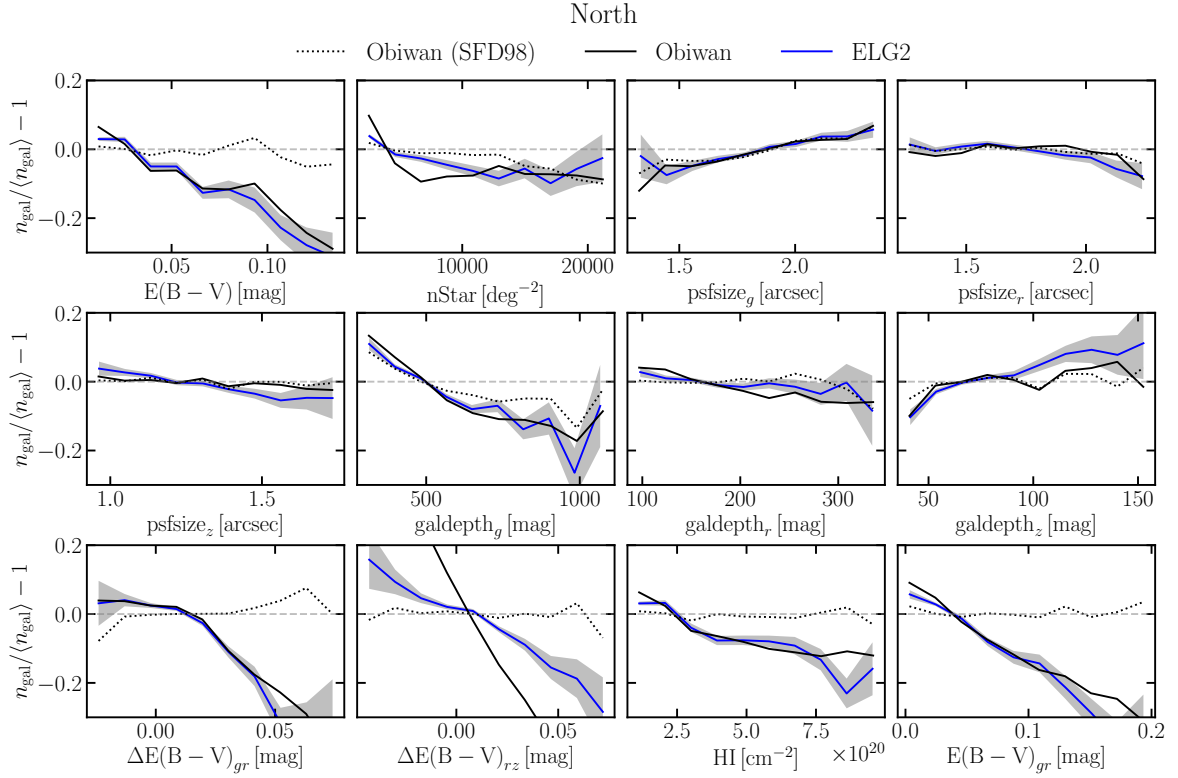 North
Obiwan (SFD98) Obiwan ELG2
0.2
0.0
−0.2
n_gal/⟨n_gal⟩ − 1
0.05 0.10
E(B − V) [mag]
10000 20000
nStar [deg⁻²]
1.5 2.0
psfsize_g [arcsec]
1.5 2.0
psfsize_r [arcsec]
0.2
0.0
−0.2
n_gal/⟨n_gal⟩ − 1
1.0 1.5
psfsize_z [arcsec]
500 1000
galdepth_g [mag]
100 200 300
galdepth_r [mag]
50 100 150
galdepth_z [mag]
0.2
0.0
−0.2
n_gal/⟨n_gal⟩ − 1
0.00 0.05
ΔE(B − V)_gr [mag]
0.00 0.05
ΔE(B − V)_rz [mag]
2.5 5.0 7.5
HI [cm⁻²] ×10²⁰
0.0 0.1 0.2
E(B − V)_gr [mag]